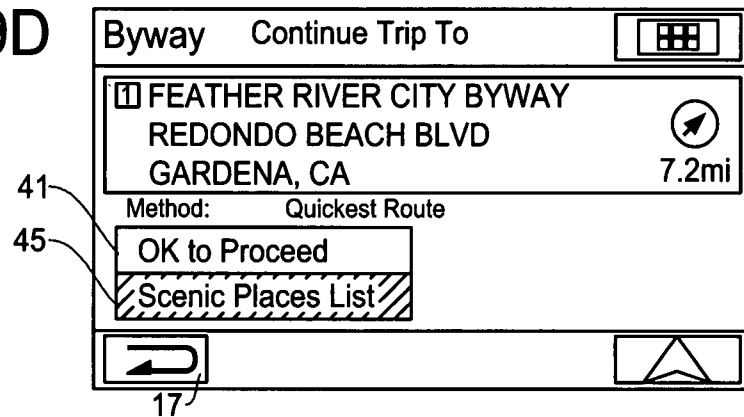 9D
Byway Continue Trip To
1 FEATHER RIVER CITY BYWAY
REDONDO BEACH BLVD
GARDENA, CA 7.2mi
Method: Quickest Route
41
OK to Proceed
45
Scenic Places List
17